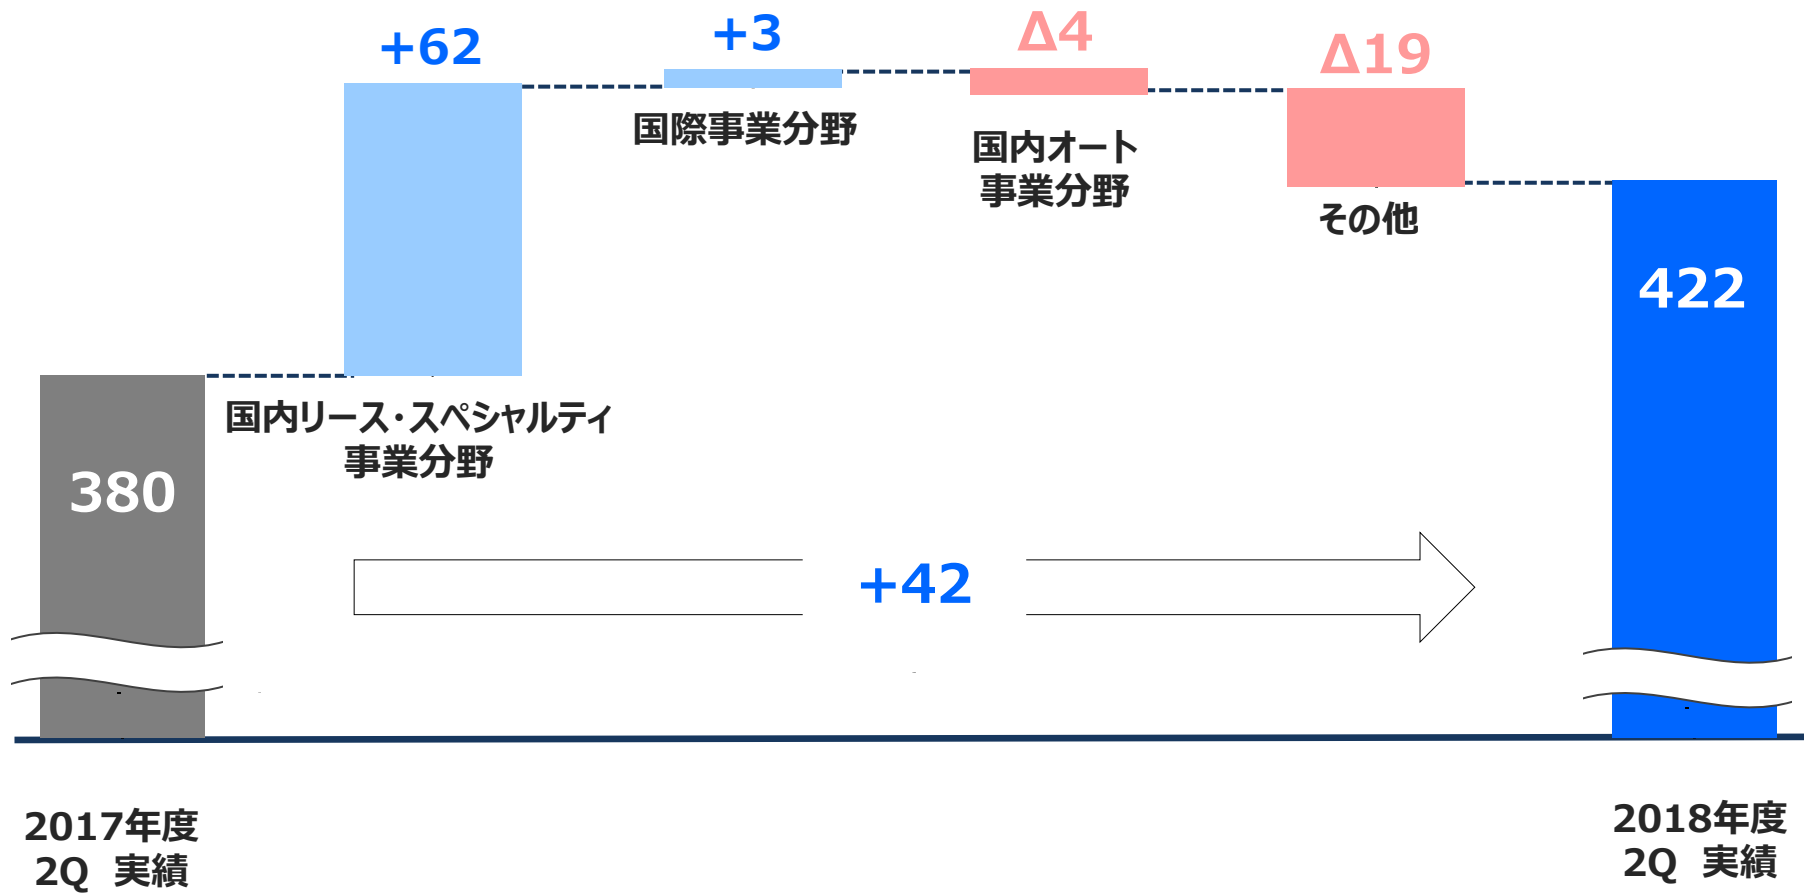 +62
+3
Δ4
Δ19
国際事業分野
国内オート
事業分野
その他
422
国内リース・スペシャルティ
事業分野
380
+42
2017年度
2Q 実績
2018年度
2Q 実績